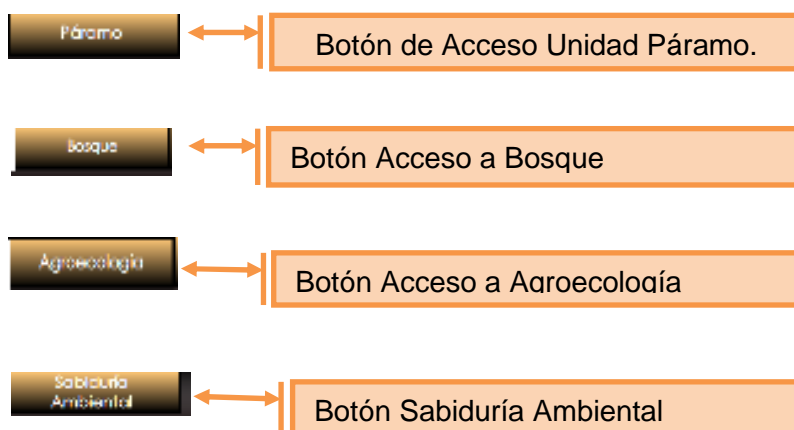 Páramo
Botón de Acceso Unidad Páramo.
Bosque
Botón Acceso a Bosque
Agroecología
Botón Acceso a Agroecología
Sabiduría
Ambiental
Botón Sabiduría Ambiental